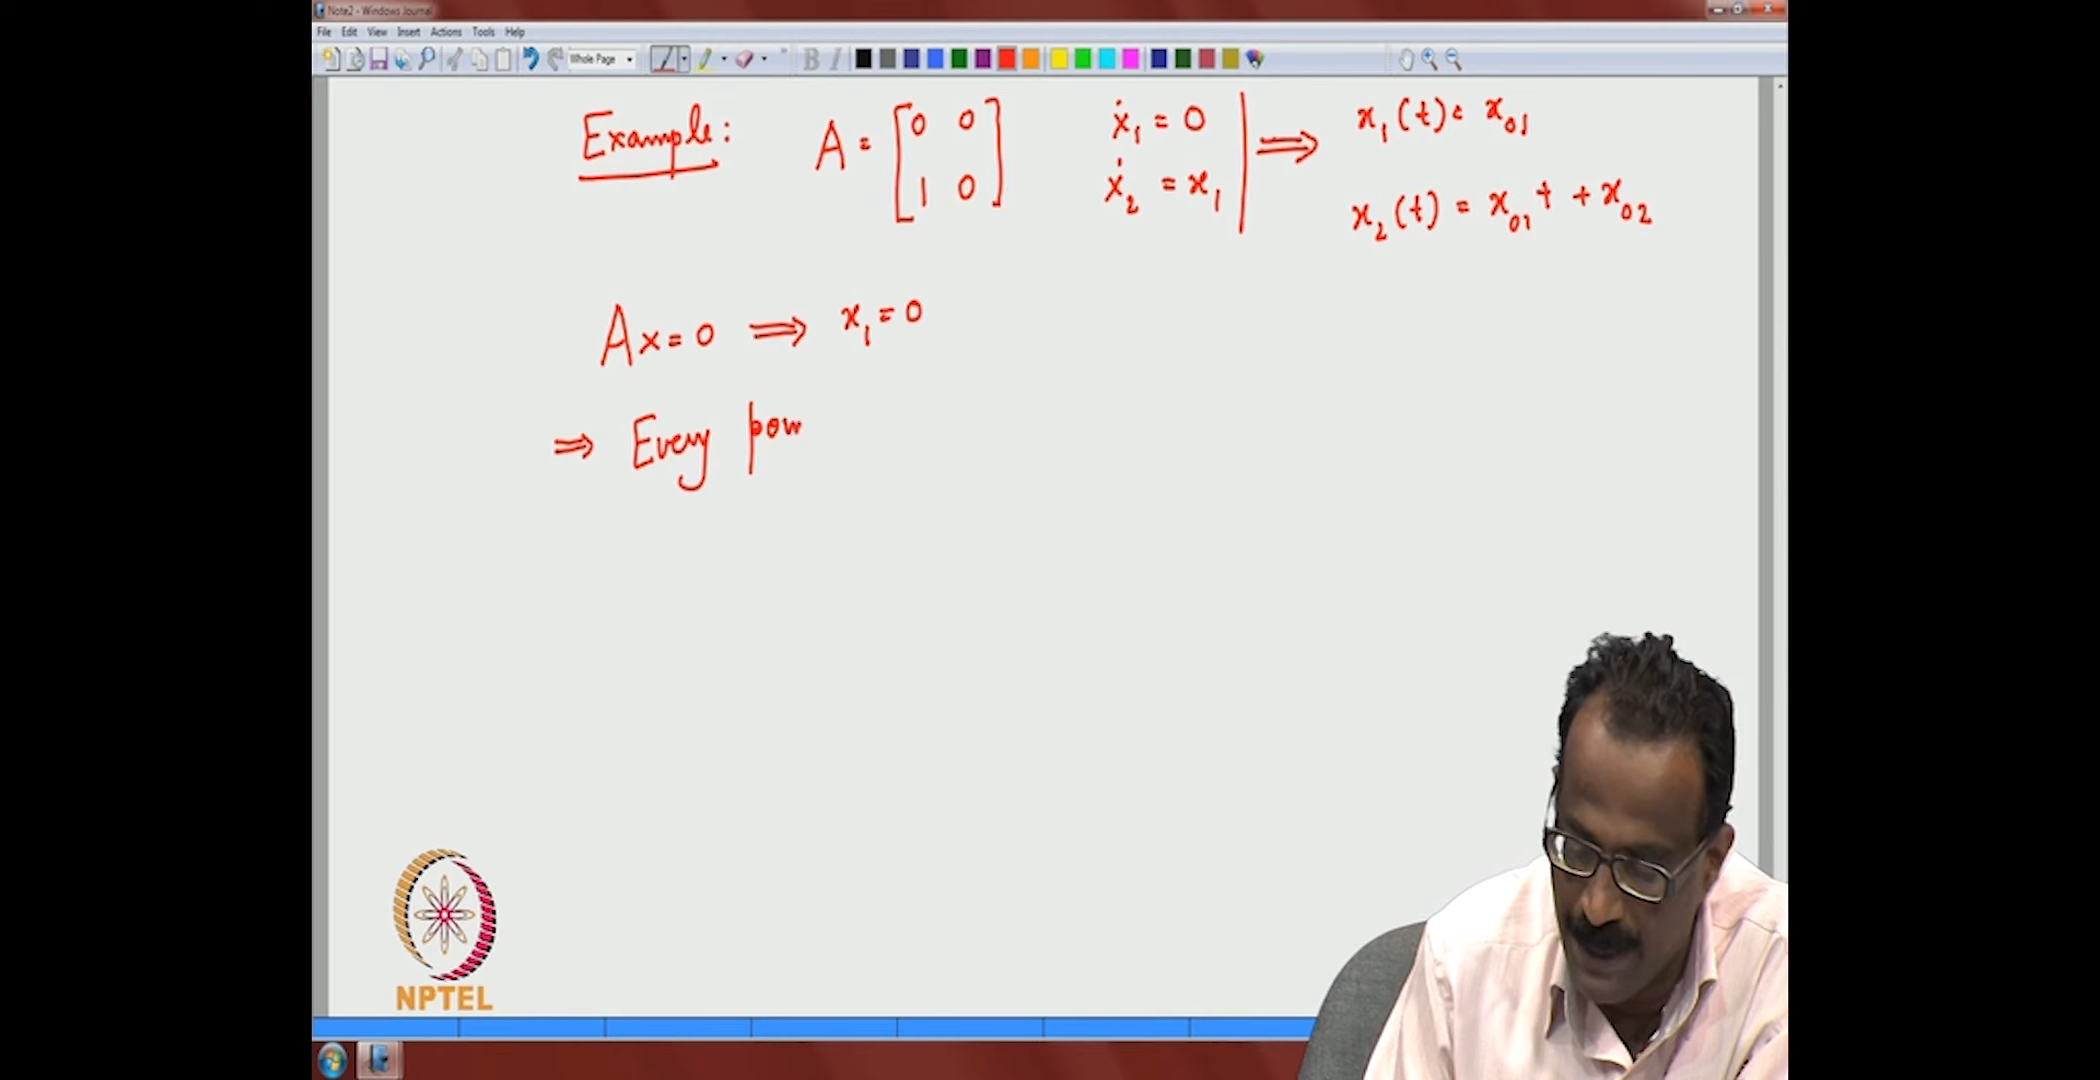 Note2 - Windows Journal
File Edit View Insert Actions Tools Help
Whole Page
B I
Example: A = [0 0; 1 0] ẋ₁ = 0 ⟹ x₁(t) = x₀₁
ẋ₂ = x₁ x₂(t) = x₀₁ t + x₀₂
Ax = 0 ⟹ x₁ = 0
⇒ Every pow
NPTEL